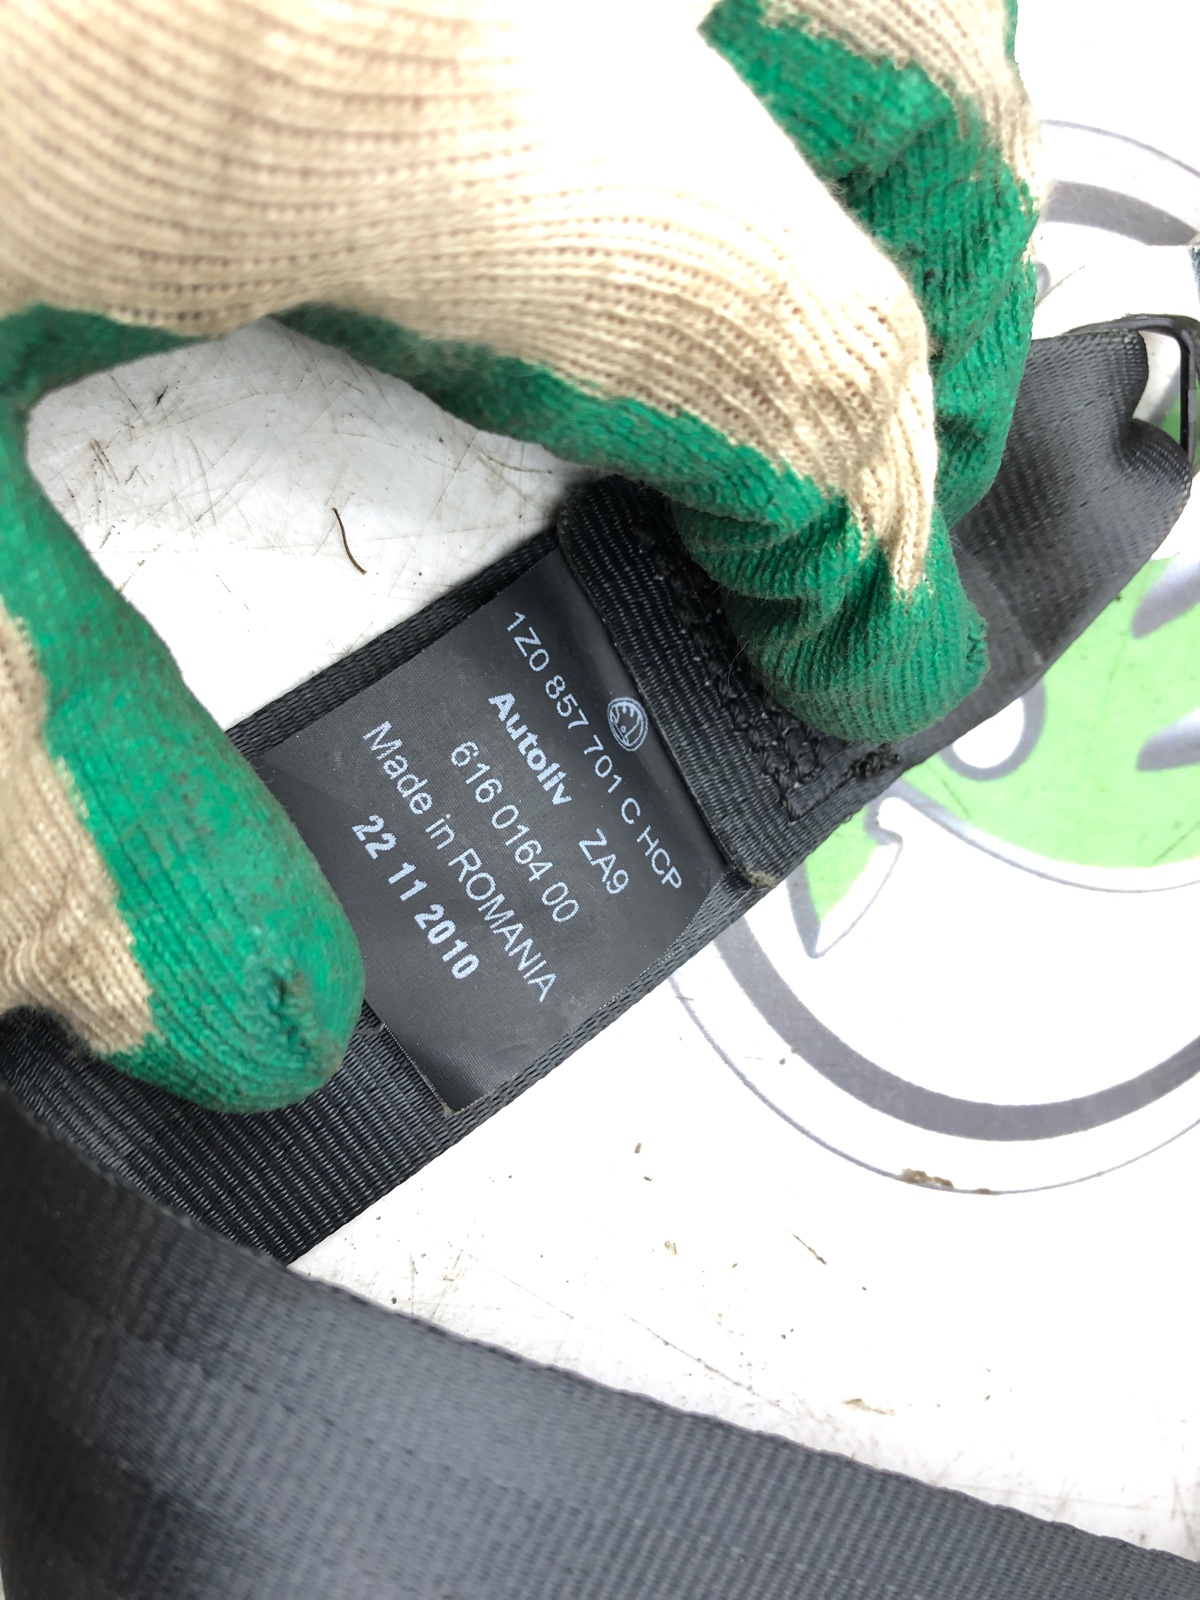 1Z0 857 701 C HCP
Autoliv ZA9
616 0164 00
Made in ROMANIA
22 11 2010